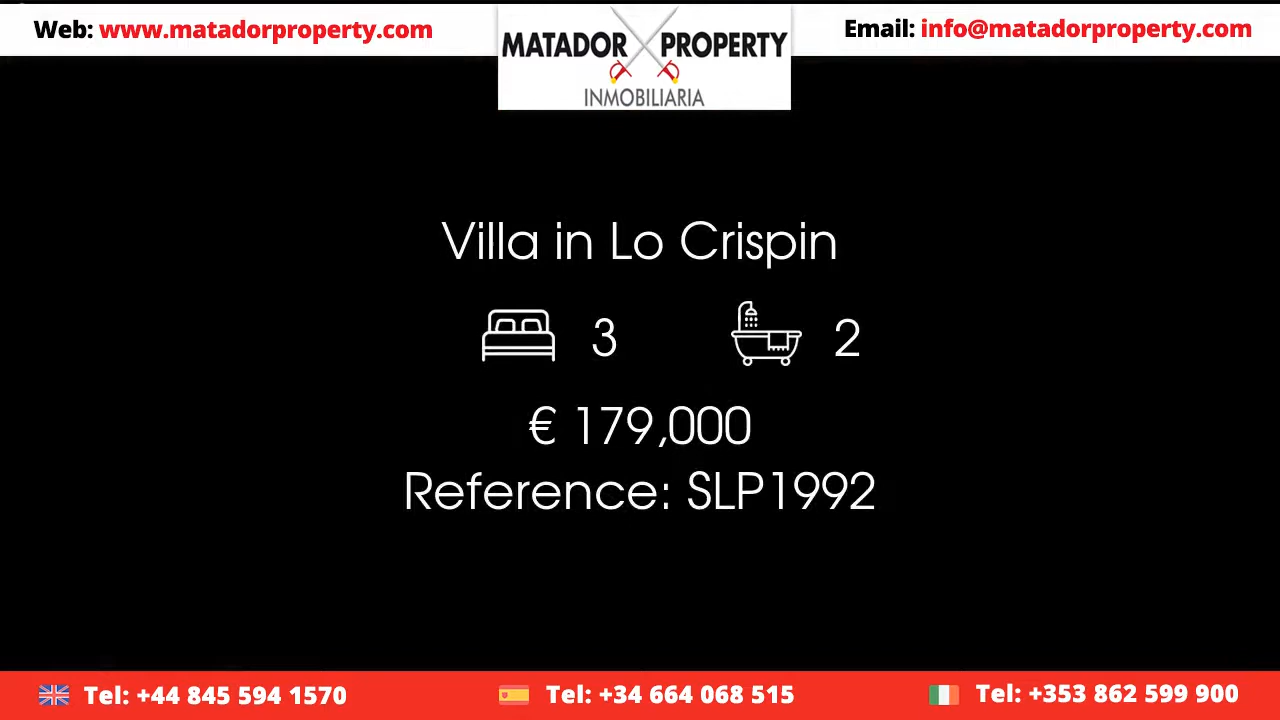 Web: www.matadorproperty.com
MATADOR PROPERTY
INMOBILIARIA
Email: info@matadorproperty.com
Villa in Lo Crispin
3 2
€ 179,000
Reference: SLP1992
Tel: +44 845 594 1570
Tel: +34 664 068 515
Tel: +353 862 599 900